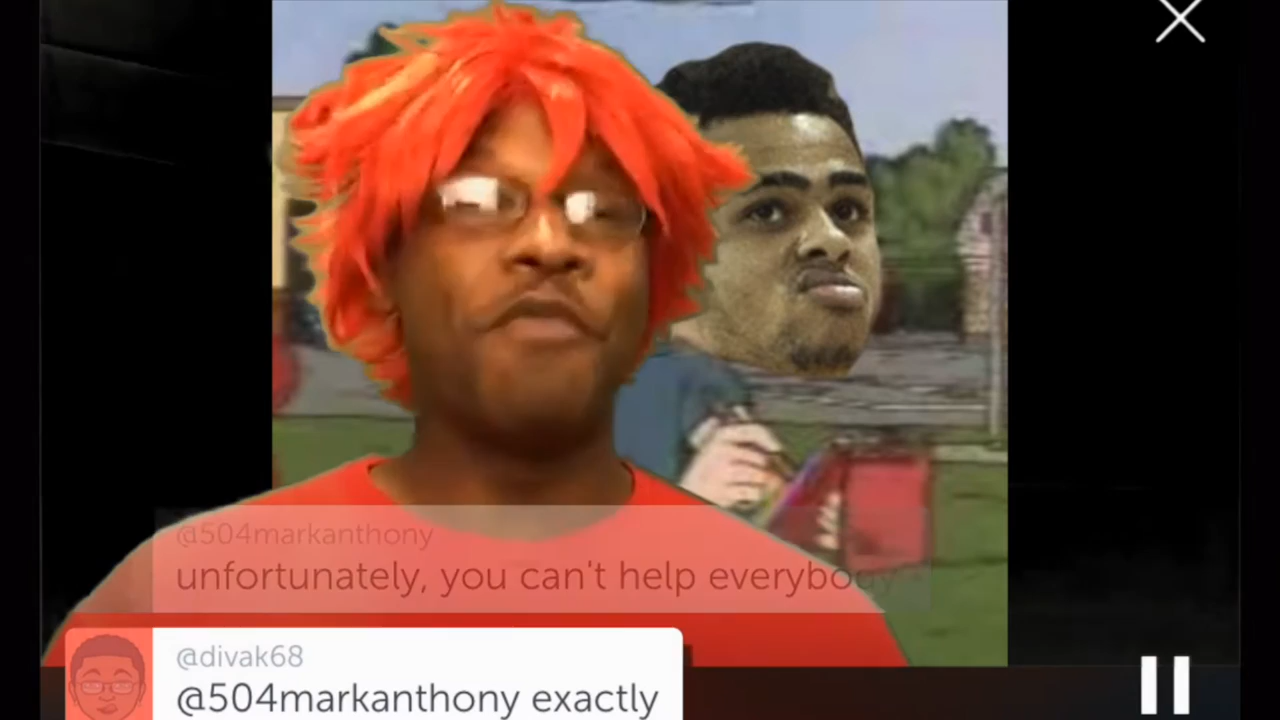 @504markanthony
unfortunately, you can't help everybody
@divak68
@504markanthony exactly